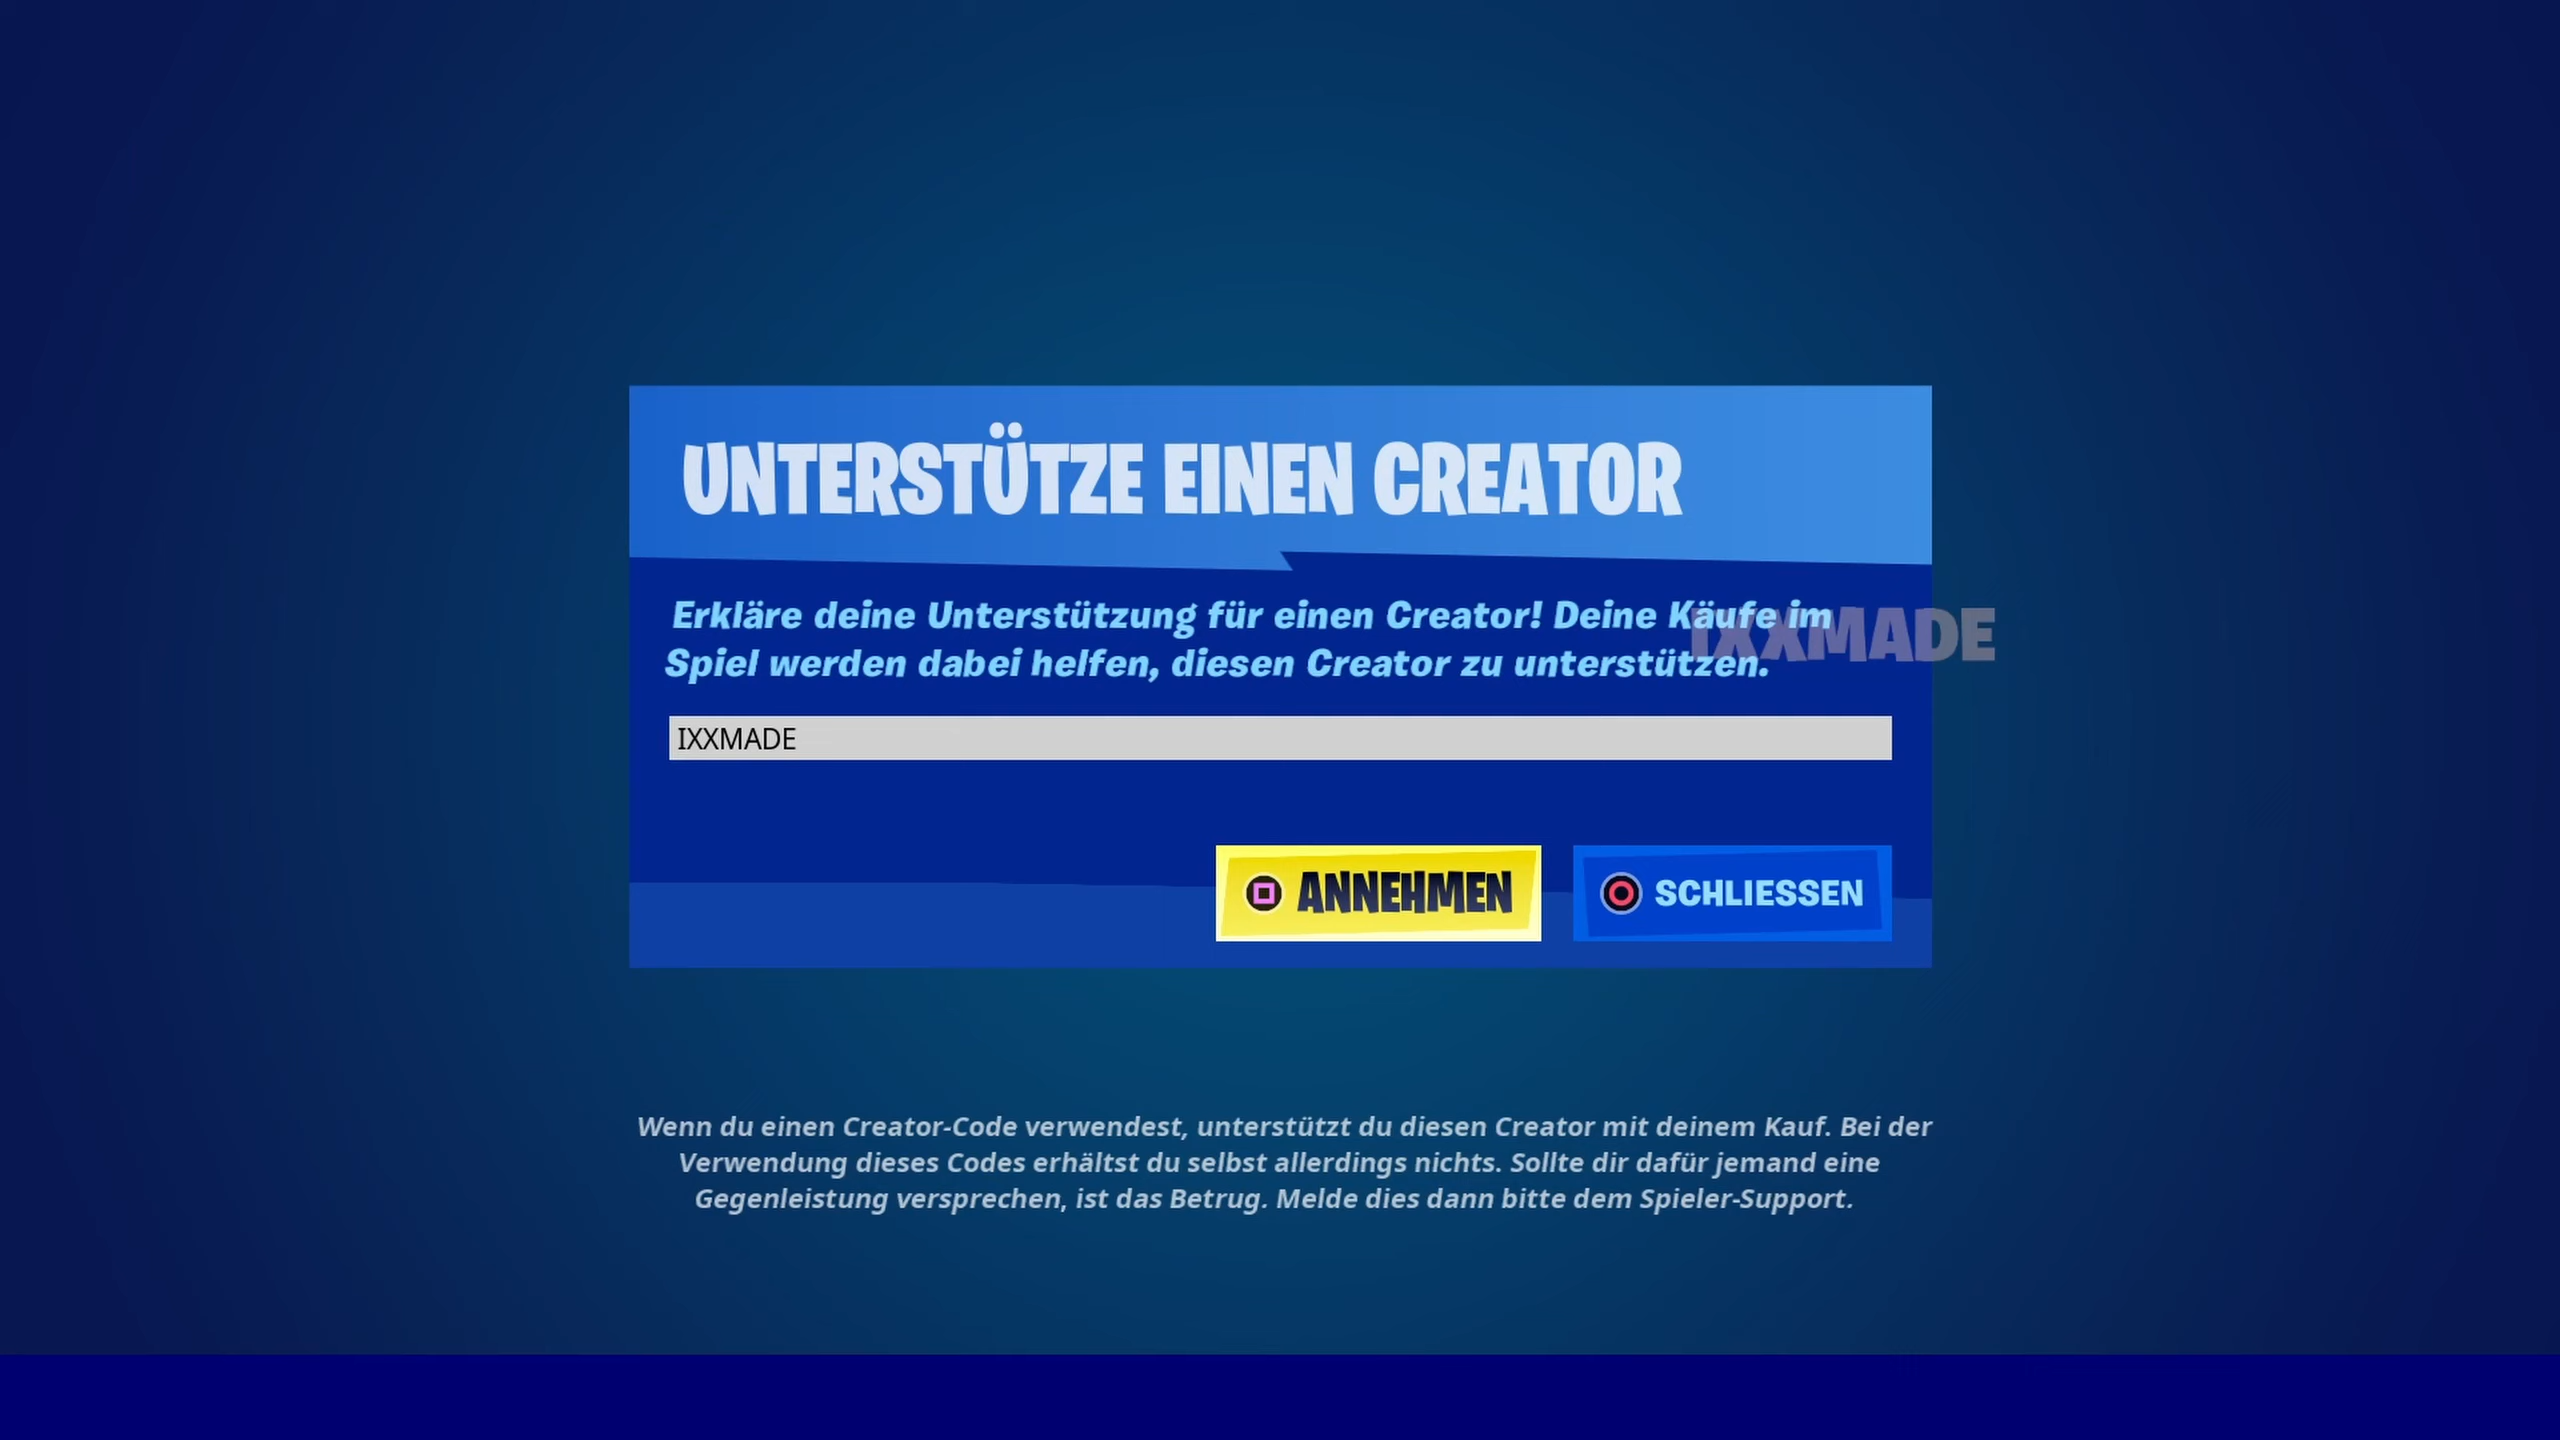 UNTERSTÜTZE EINEN CREATOR
Erkläre deine Unterstützung für einen Creator! Deine Käufe im
Spiel werden dabei helfen, diesen Creator zu unterstützen.
IXXMADE
IXXMADE
ANNEHMEN
SCHLIESSEN
Wenn du einen Creator-Code verwendest, unterstützt du diesen Creator mit deinem Kauf. Bei der
Verwendung dieses Codes erhältst du selbst allerdings nichts. Sollte dir dafür jemand eine
Gegenleistung versprechen, ist das Betrug. Melde dies dann bitte dem Spieler-Support.